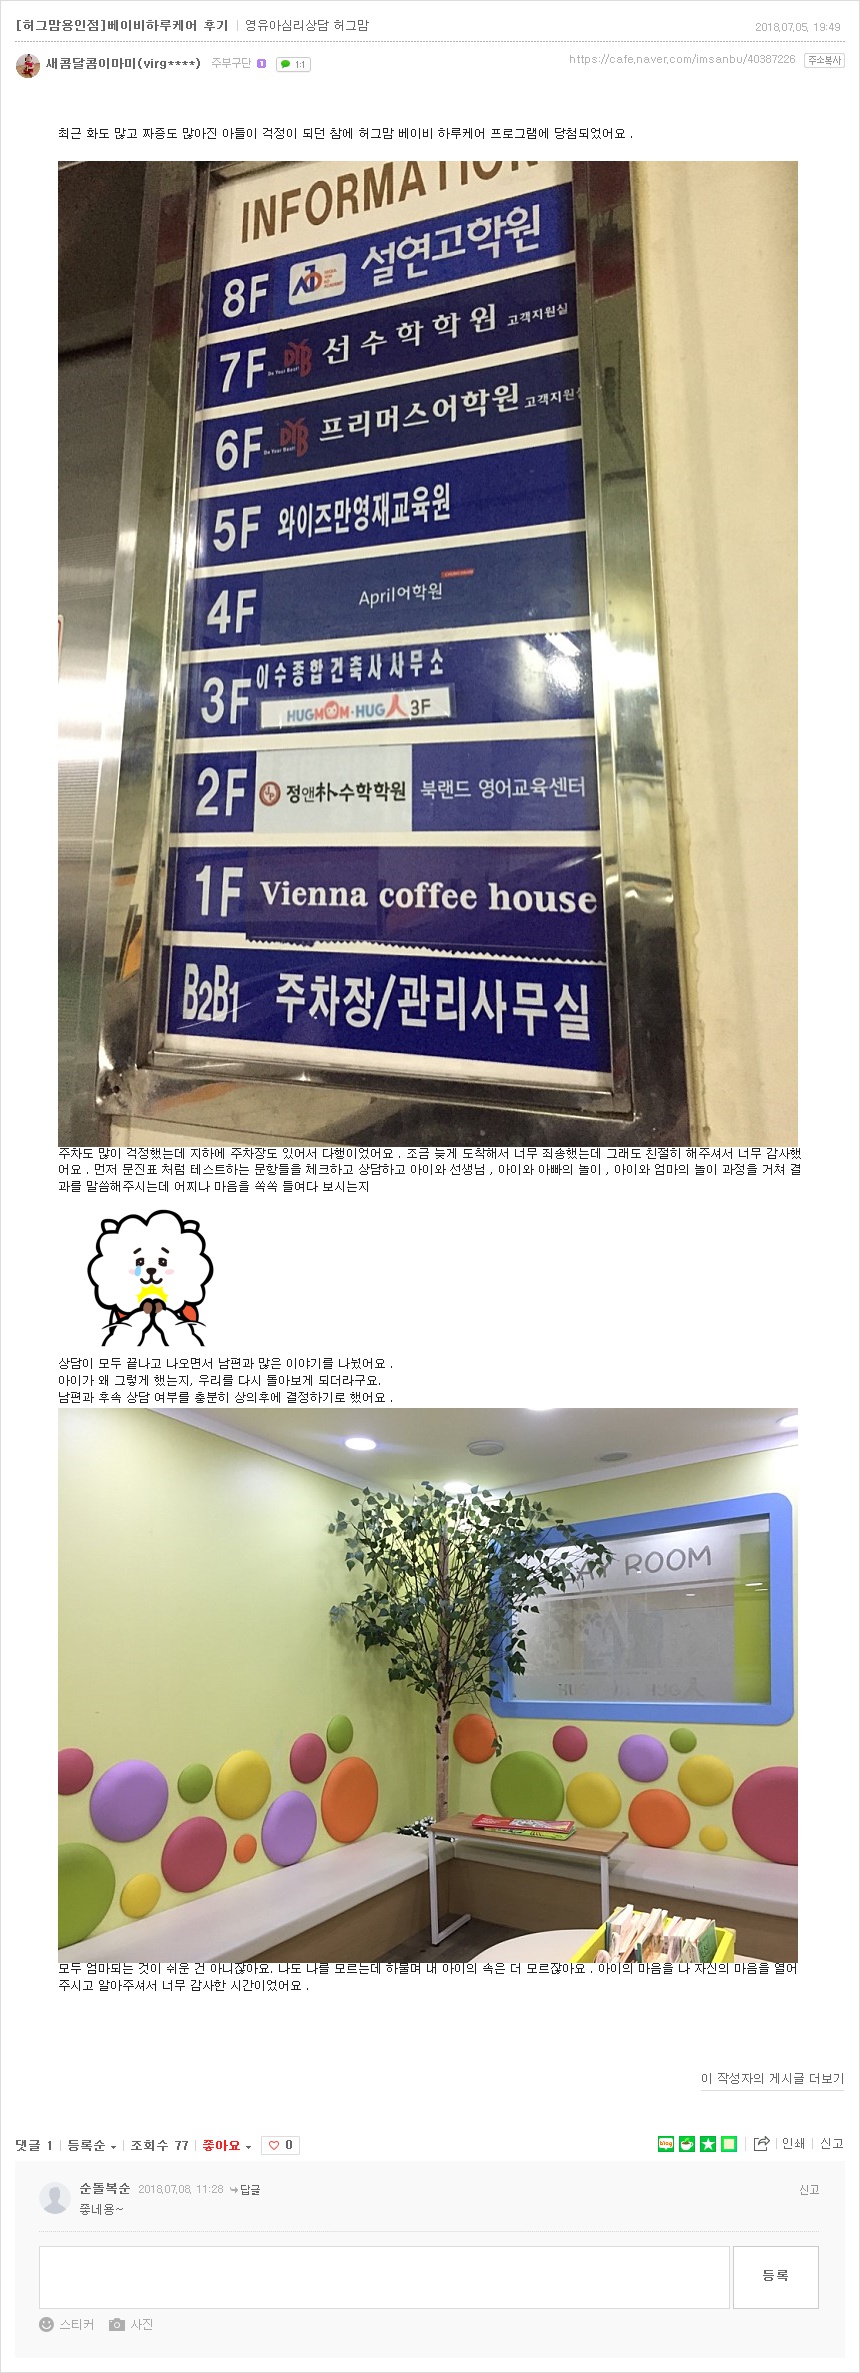 [허그맘용인점]베이비하루케어 후기 | 영유아심리상담 허그맘
2018.07.05. 19:49
새콤달콤이마미(virg****) 주부구단 1:1
https://cafe.naver.com/imsanbu/40387226 주소복사
최근 화도 많고 짜증도 많아진 아들이 걱정이 되던 참에 허그맘 베이비 하루케어 프로그램에 당첨되었어요 .
INFORMATION
8F 설현고학원
7F DYB Do Your Best! 선수학학원 고객지원실
6F DYB Do Your Best! 프리머스어학원 고객지원실
5F 와이즈만영재교육원
4F April어학원
3F 이수종합건축사사무소
HUGMOM·HUG人 3F
2F 정앤朴수학학원 북랜드 영어교육센터
1F Vienna coffee house
B2B1 주차장/관리사무실
주차도 많이 걱정했는데 지하에 주차장도 있어서 다행이었어요 . 조금 늦게 도착해서 너무 죄송했는데 그래도 친절히 해주셔서 너무 감사했
어요 . 먼저 문진표 처럼 테스트하는 문항들을 체크하고 상담하고 아이와 선생님 , 아이와 아빠의 놀이 , 아이와 엄마의 놀이 과정을 거쳐 결
과를 말씀해주시는데 어찌나 마음을 쏙쏙 들여다 보시는지
상담이 모두 끝나고 나오면서 남편과 많은 이야기를 나눴어요 .
아이가 왜 그렇게 했는지, 우리를 다시 돌아보게 되더라구요.
남편과 후속 상담 여부를 충분히 상의후에 결정하기로 했어요 .
ROOM
모두 엄마되는 것이 쉬운 건 아니잖아요. 나도 나를 모르는데 하물며 내 아이의 속은 더 모르잖아요 . 아이의 마음을 나 자신의 마음을 열어
주시고 알아주셔서 너무 감사한 시간이었어요 .
이 작성자의 게시글 더보기
댓글 1 | 등록순 | 조회수 77 | 좋아요 0
blog | 인쇄 | 신고
순돌복순 2018.07.08. 11:28 답글
신고
좋네용~
등록
스티커 사진